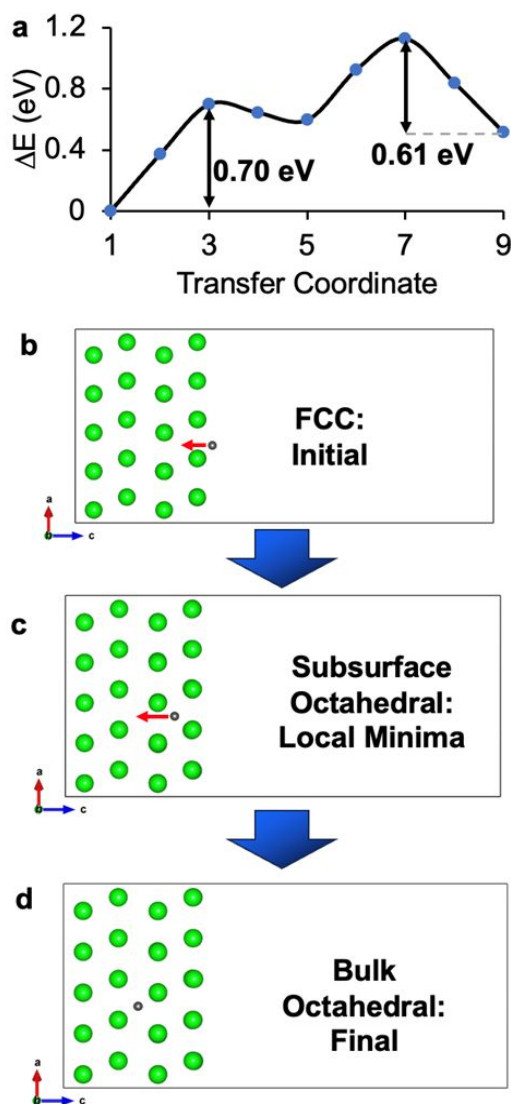 a
1.2
0.8
0.4
0
ΔE (eV)
0.70 eV
0.61 eV
1 3 5 7 9
Transfer Coordinate
b
FCC:
Initial
a
b
c
c
Subsurface
Octahedral:
Local Minima
a
b
c
d
Bulk
Octahedral:
Final
a
b
c